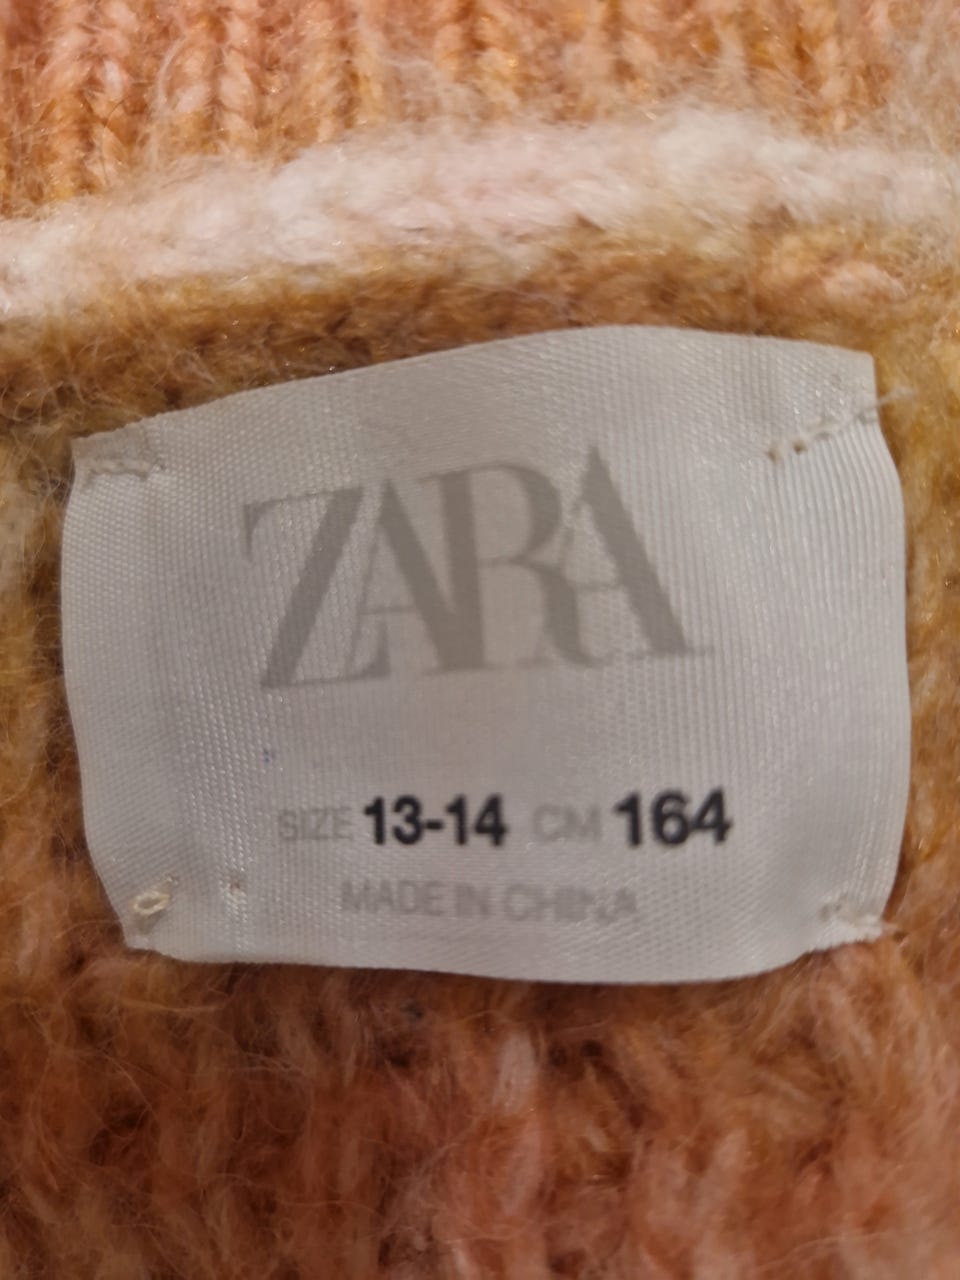 ZARA
SIZE 13-14 CM 164
MADE IN CHINA